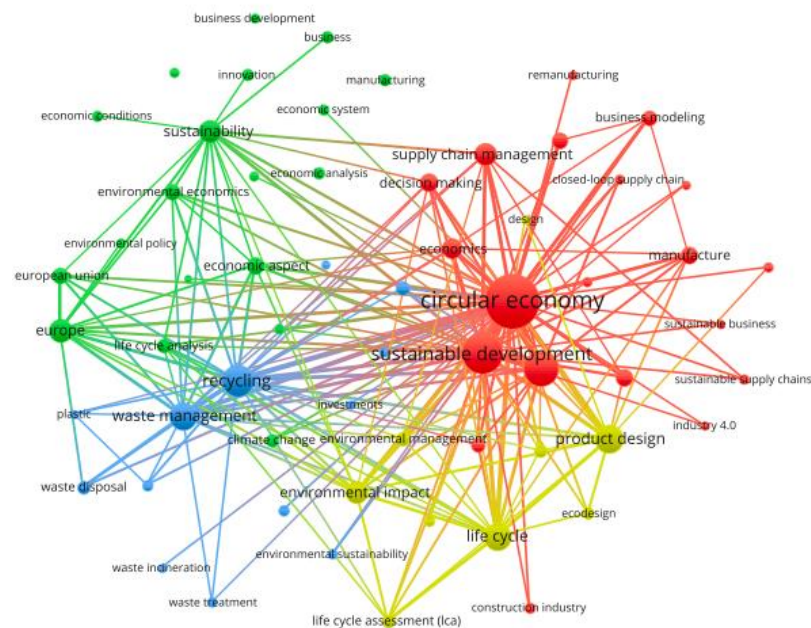 business development
business
innovation
manufacturing
remanufacturing
economic conditions
economic system
business modeling
sustainability
supply chain management
economic analysis
decision making
closed-loop supply chain
environmental economics
design
environmental policy
economics
manufacture
european union
economic aspect
circular economy
europe
sustainable business
life cycle analysis
sustainable development
recycling
sustainable supply chains
plastic
waste management
investments
industry 4.0
climate change
environmental management
product design
waste disposal
environmental impact
ecodesign
life cycle
environmental sustainability
waste incineration
waste treatment
construction industry
life cycle assessment (lca)